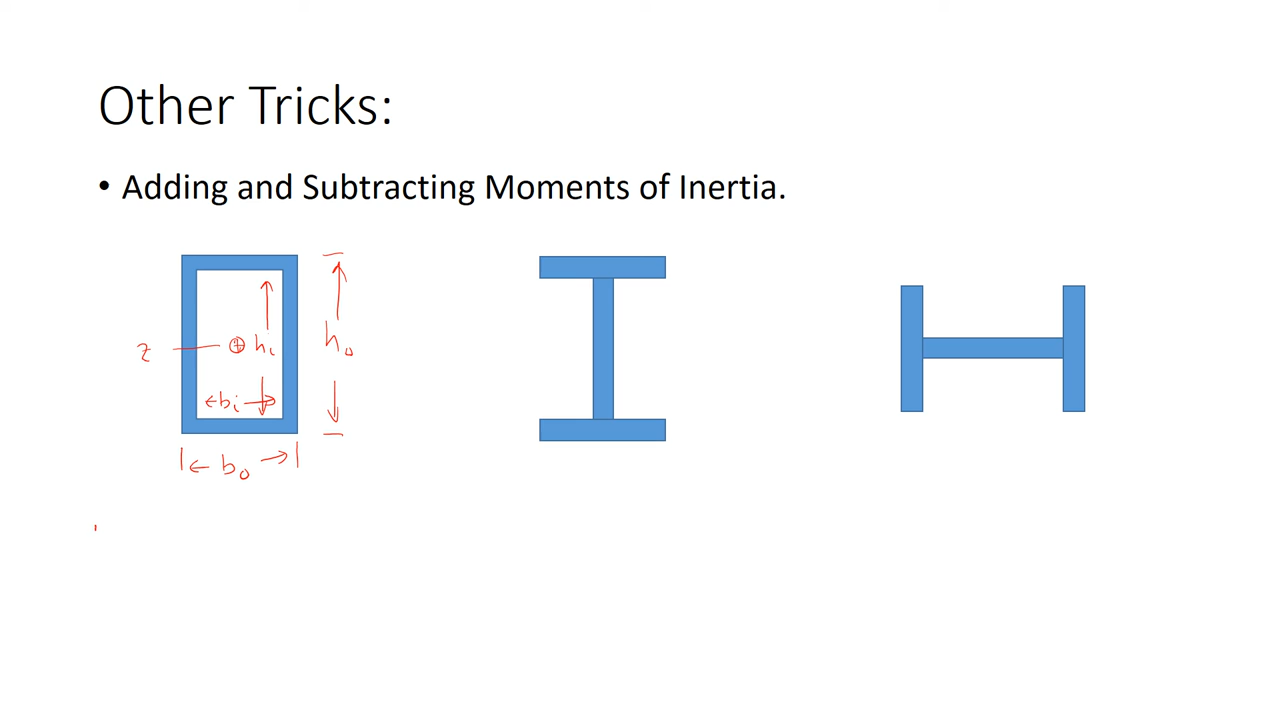 Other Tricks:
• Adding and Subtracting Moments of Inertia.
z
hi
ho
bi
bo